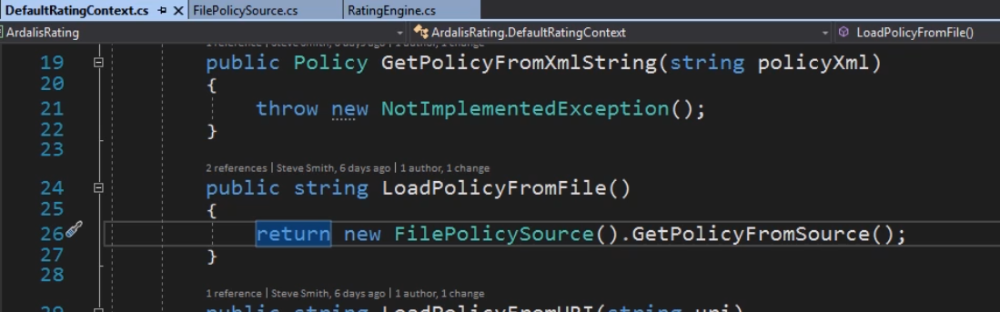 DefaultRatingContext.cs FilePolicySource.cs RatingEngine.cs
ArdalisRating ArdalisRating.DefaultRatingContext LoadPolicyFromFile()
1 reference | Steve Smith, 6 days ago | 1 author, 1 change
19 public Policy GetPolicyFromXmlString(string policyXml)
20 {
21 throw new NotImplementedException();
22 }
23
2 references | Steve Smith, 6 days ago | 1 author, 1 change
24 public string LoadPolicyFromFile()
25 {
26 return new FilePolicySource().GetPolicyFromSource();
27 }
28
1 reference | Steve Smith, 6 days ago | 1 author, 1 change
29 public string LoadPolicyFromURI(string uri)